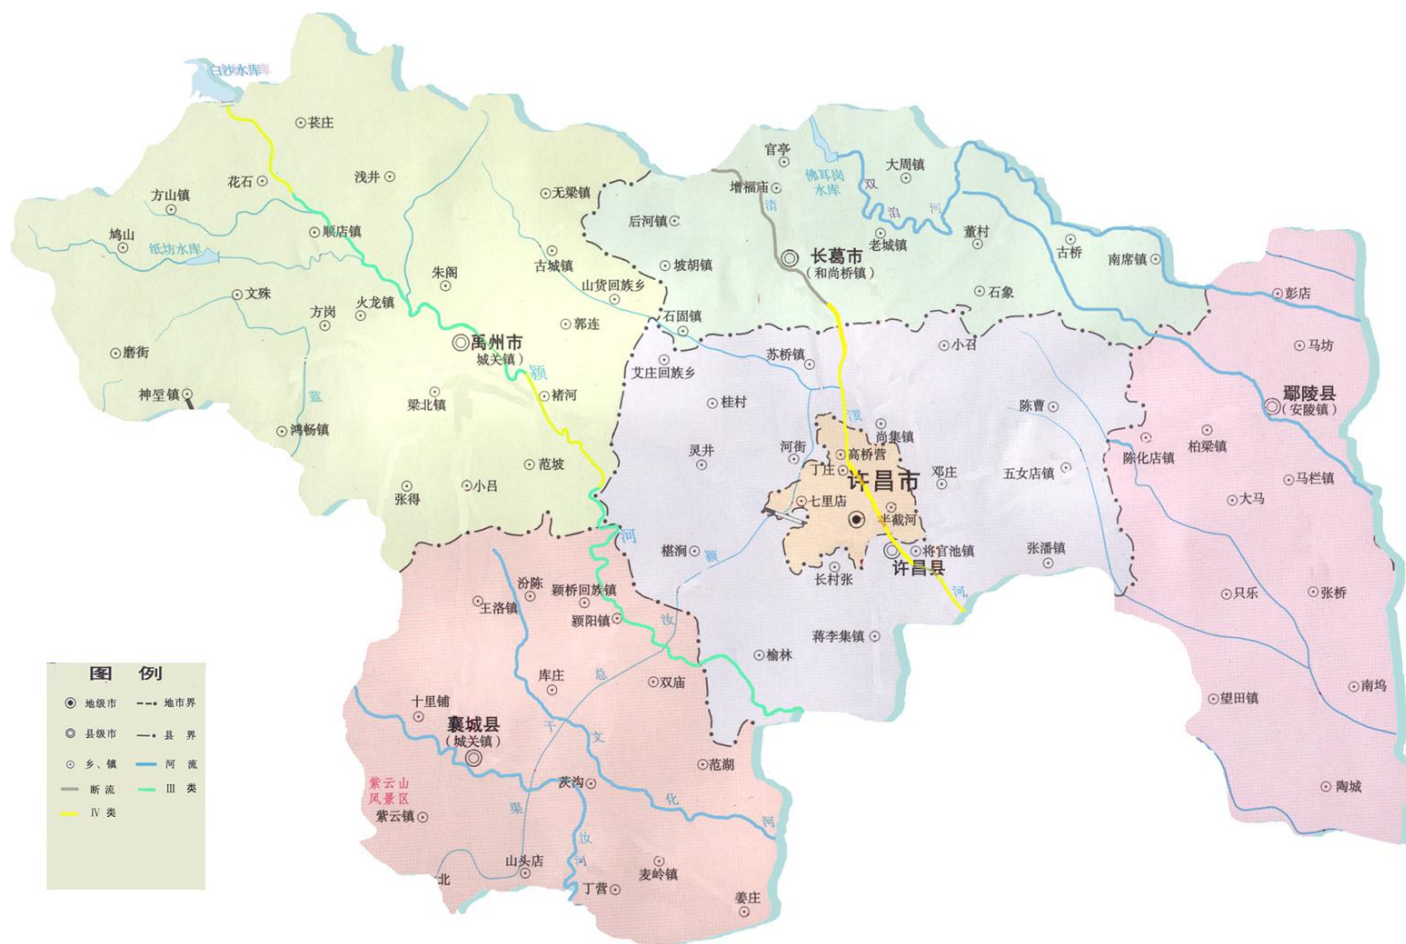 白沙水库
苌庄
官亭
大周镇
佛耳岗
水库
双
洎
河
浅井
花石
方山镇
无梁镇
增福庙
清
后河镇
老城镇
董村
古桥
南席镇
鸠山
纸坊水库
顺店镇
朱阁
古城镇
坡胡镇
长葛市
(和尚桥镇)
山货回族乡
石象
彭店
文殊
方岗
火龙镇
郭连
石固镇
禹州市
城关镇)
磨街
艾庄回族乡
苏桥镇
小召
马坊
颍
神垕镇
蓝
梁北镇
褚河
桂村
鄢陵县
(安陵镇)
陈曹
鸿畅镇
尚集镇
柏梁镇
陈化店镇
范坡
灵井
河街
高桥营
丁庄
许昌市
邓庄
五女店镇
马栏镇
大马
张得
小吕
七里店
半截河
河
椹涧
颍
将官池镇
许昌县
张潘镇
长村张
汾陈
颍桥回族镇
王洛镇
颍阳镇
汝
河
只乐
张桥
蒋李集镇
榆林
库庄
总
双庙
南坞
望田镇
十里铺
襄城县
(城关镇)
干
文
范湖
茨沟
化
河
陶城
紫云山
风景区
紫云镇
渠
汝
河
山头店
北
丁营
麦岭镇
姜庄
图 例
地级市 地市界
县级市 县 界
乡、镇 河 流
断流 III 类
IV 类